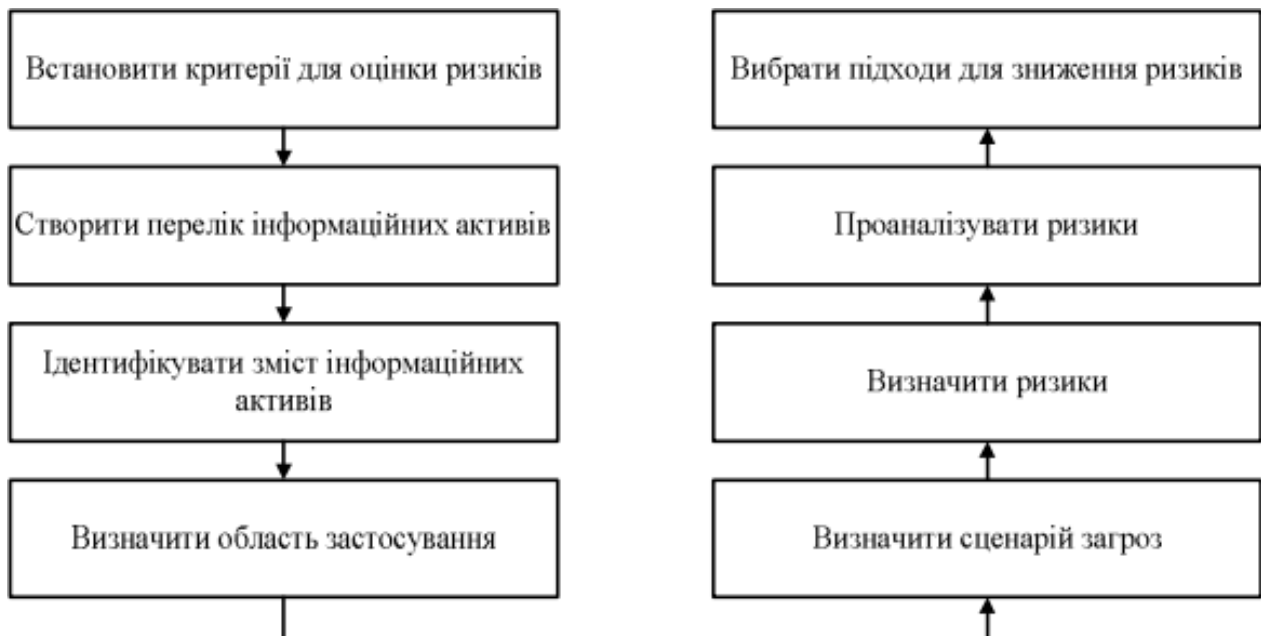 Встановити критерії для оцінки ризиків
Створити перелік інформаційних активів
Ідентифікувати зміст інформаційних
активів
Визначити область застосування
Вибрати підходи для зниження ризиків
Проаналізувати ризики
Визначити ризики
Визначити сценарій загроз